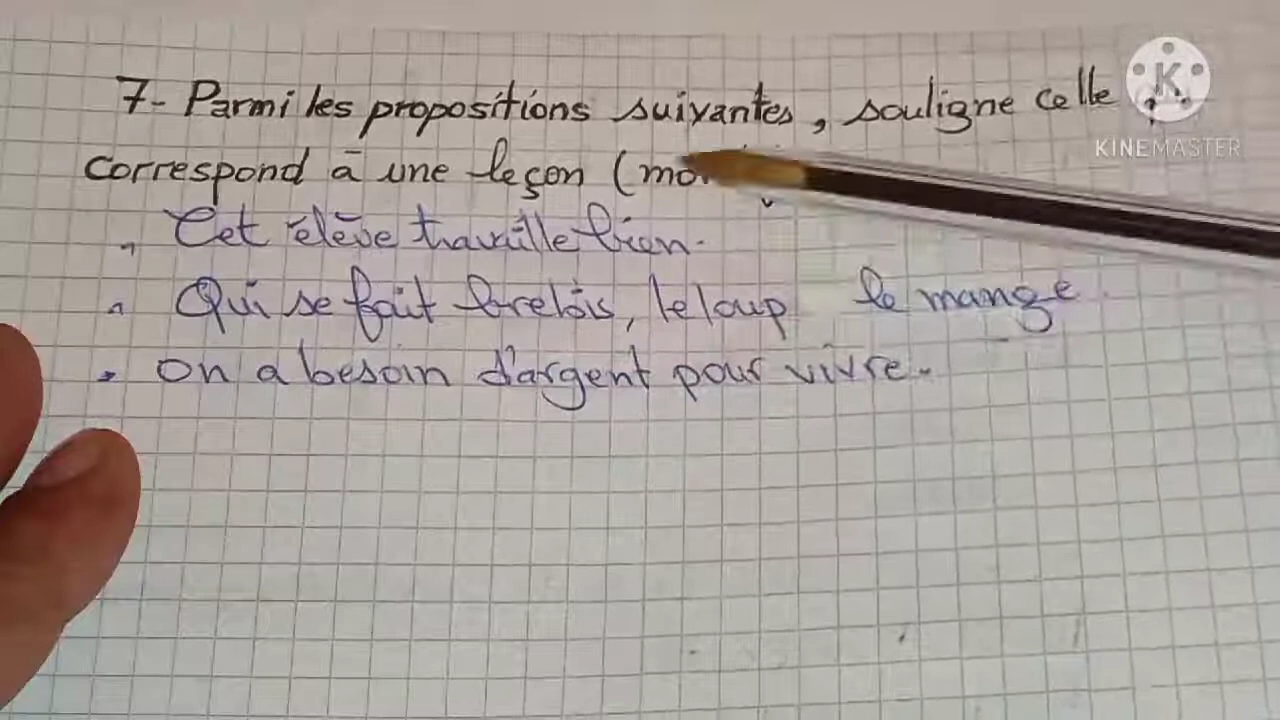 7- Parmi les propositions suivantes, souligne celle
correspond à une leçon (mo
Cet élève travaille bien.
Qui se fait brebis, le loup le mange.
on a besoin d'argent pour vivre.
KINEMASTER